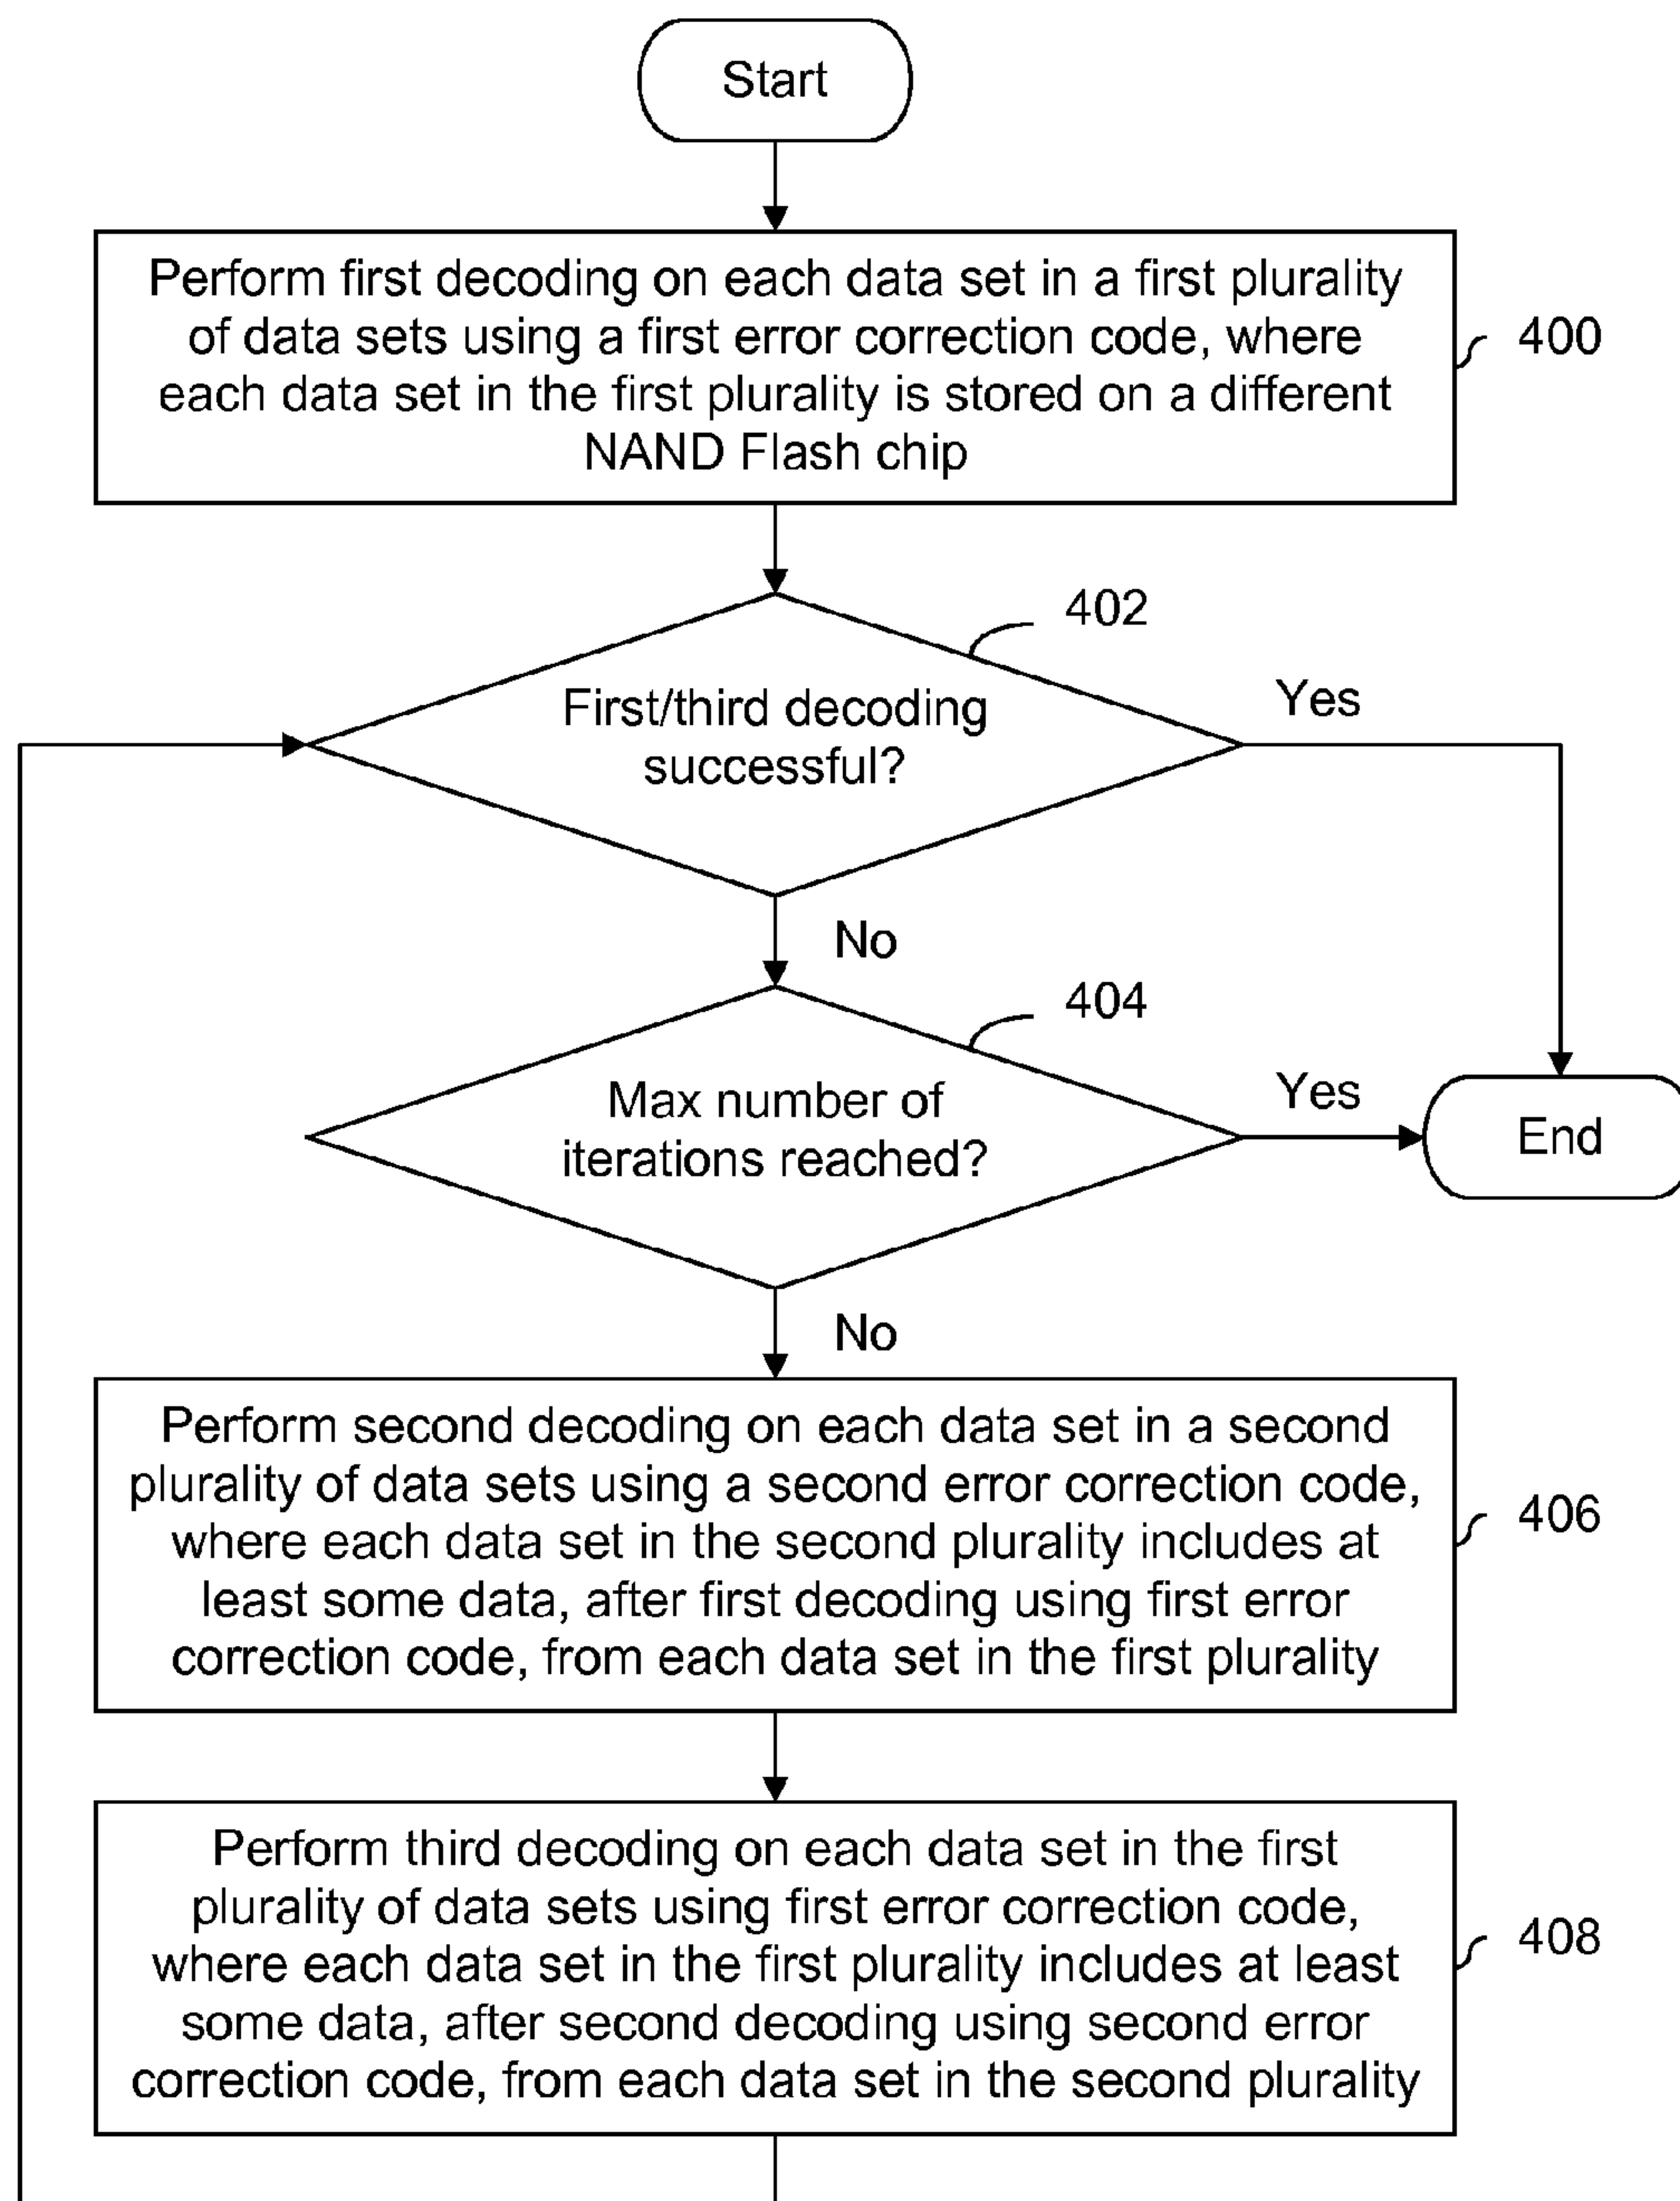 Start
Perform first decoding on each data set in a first plurality
of data sets using a first error correction code, where
each data set in the first plurality is stored on a different
NAND Flash chip
400
402
First/third decoding
successful?
Yes
No
404
Max number of
iterations reached?
Yes
End
No
Perform second decoding on each data set in a second
plurality of data sets using a second error correction code,
where each data set in the second plurality includes at
least some data, after first decoding using first error
correction code, from each data set in the first plurality
406
Perform third decoding on each data set in the first
plurality of data sets using first error correction code,
where each data set in the first plurality includes at least
some data, after second decoding using second error
correction code, from each data set in the second plurality
408